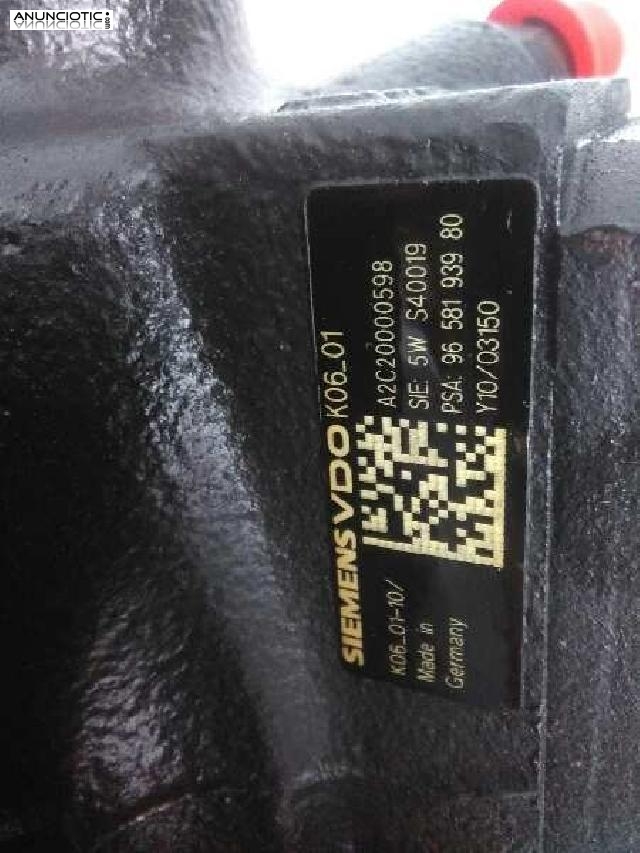 ANUNCIOTIC.com
SIEMENS VDO K06_01
A2C20000598
SIE: 5W S40019
PSA: 96 581 939 80
Y10/03150
K06_01-10/
Made in
Germany